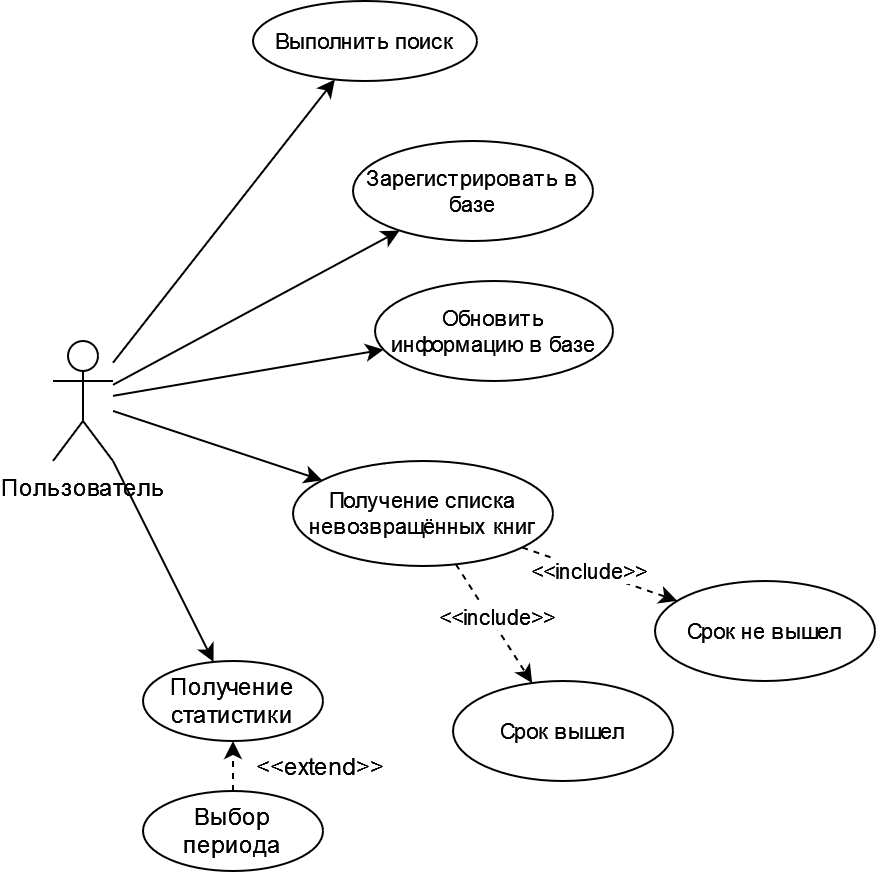 Выполнить поиск
Зарегистрировать в
базе
Обновить
информацию в базе
Пользователь
Получение списка
невозвращённых книг
<<include>>
<<include>>
Срок не вышел
Получение
статистики
Срок вышел
<<extend>>
Выбор
периода